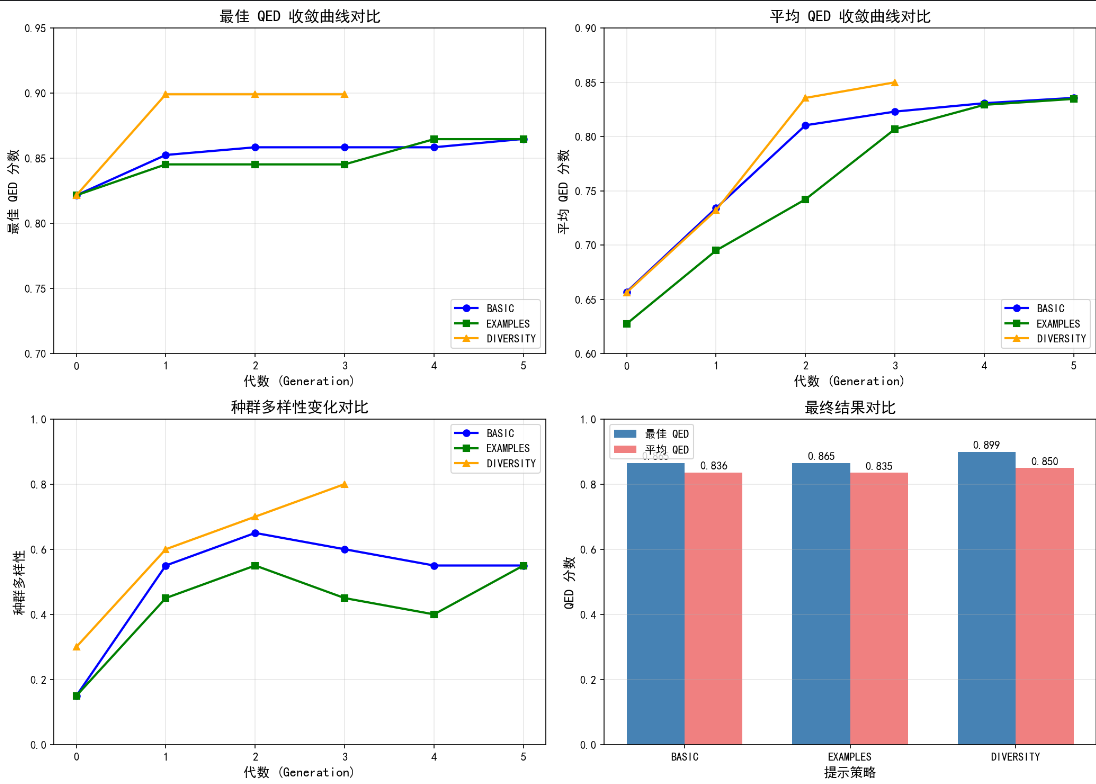 最佳 QED 收敛曲线对比
0.95
0.90
0.85
0.80
0.75
0.70
最佳 QED 分数
BASIC
EXAMPLES
DIVERSITY
0 1 2 3 4 5
代数 (Generation)
平均 QED 收敛曲线对比
0.90
0.85
0.80
0.75
0.70
0.65
0.60
平均 QED 分数
BASIC
EXAMPLES
DIVERSITY
0 1 2 3 4 5
代数 (Generation)
种群多样性变化对比
1.0
0.8
0.6
0.4
0.2
0.0
种群多样性
BASIC
EXAMPLES
DIVERSITY
0 1 2 3 4 5
代数 (Generation)
最终结果对比
1.0
0.8
0.6
0.4
0.2
0.0
QED 分数
最佳 QED
平均 QED
0.836
0.865
0.835
0.899
0.850
BASIC EXAMPLES DIVERSITY
提示策略